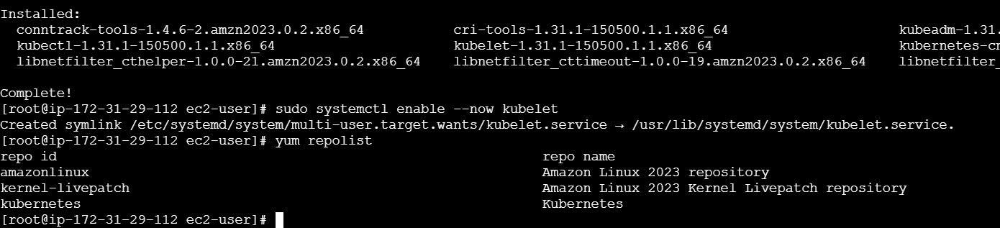 Installed:
  conntrack-tools-1.4.6-2.amzn2023.0.2.x86_64            cri-tools-1.31.1-150500.1.1.x86_64                      kubeadm-1.31.
  kubectl-1.31.1-150500.1.1.x86_64                       kubelet-1.31.1-150500.1.1.x86_64                        kubernetes-cn
  libnetfilter_cthelper-1.0.0-21.amzn2023.0.2.x86_64     libnetfilter_cttimeout-1.0.0-19.amzn2023.0.2.x86_64     libnetfilter_
Complete!
[root@ip-172-31-29-112 ec2-user]# sudo systemctl enable --now kubelet
Created symlink /etc/systemd/system/multi-user.target.wants/kubelet.service → /usr/lib/systemd/system/kubelet.service.
[root@ip-172-31-29-112 ec2-user]# yum repolist
repo id                                                            repo name
amazonlinux                                                        Amazon Linux 2023 repository
kernel-livepatch                                                   Amazon Linux 2023 Kernel Livepatch repository
kubernetes                                                         Kubernetes
[root@ip-172-31-29-112 ec2-user]#